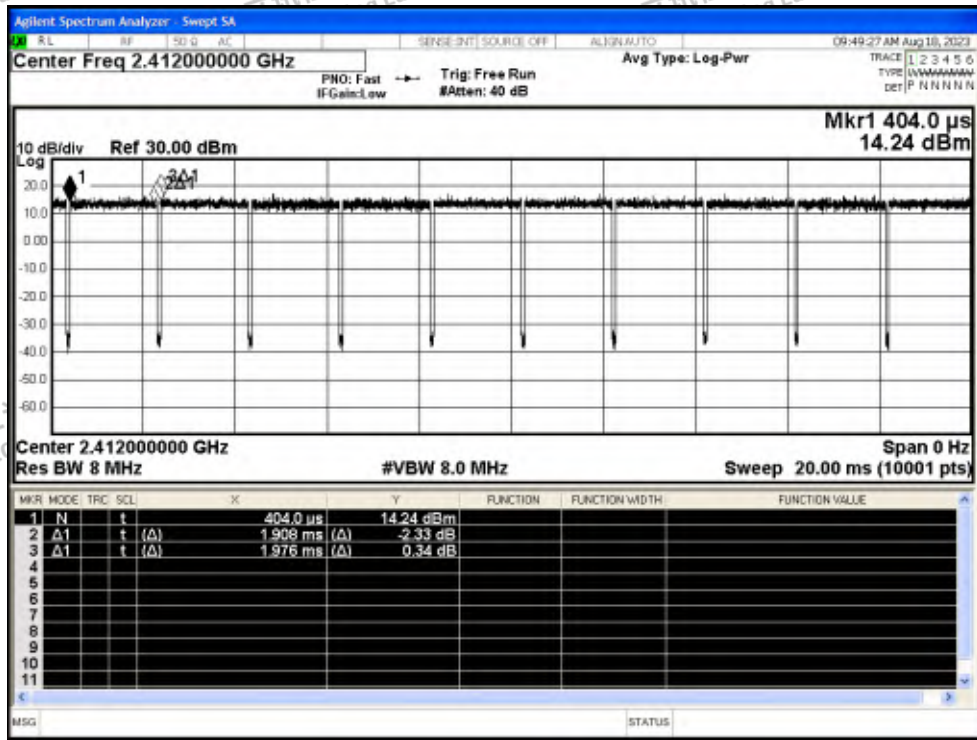 Agilent Spectrum Analyzer - Swept SA
RL RF 50 Ω AC SENSE:INT SOURCE OFF ALIGN AUTO 09:49:27 AM Aug 18, 2023
Center Freq 2.412000000 GHz Avg Type: Log-Pwr TRACE 1 2 3 4 5 6
PNO: Fast Trig: Free Run TYPE
IFGain:Low #Atten: 40 dB DET P N N N N N
Mkr1 404.0 µs
10 dB/div Ref 30.00 dBm 14.24 dBm
Log
1 3Δ1
2Δ1
20.0
10.0
0.00
-10.0
-20.0
-30.0
-40.0
-50.0
-60.0
Center 2.412000000 GHz Span 0 Hz
Res BW 8 MHz #VBW 8.0 MHz Sweep 20.00 ms (10001 pts)
MKR MODE TRC SCL X Y FUNCTION FUNCTION WIDTH FUNCTION VALUE
1 N t 404.0 µs 14.24 dBm
2 Δ1 t (Δ) 1.908 ms (Δ) -2.33 dB
3 Δ1 t (Δ) 1.976 ms (Δ) 0.34 dB
4
5
6
7
8
9
10
11
MSG STATUS